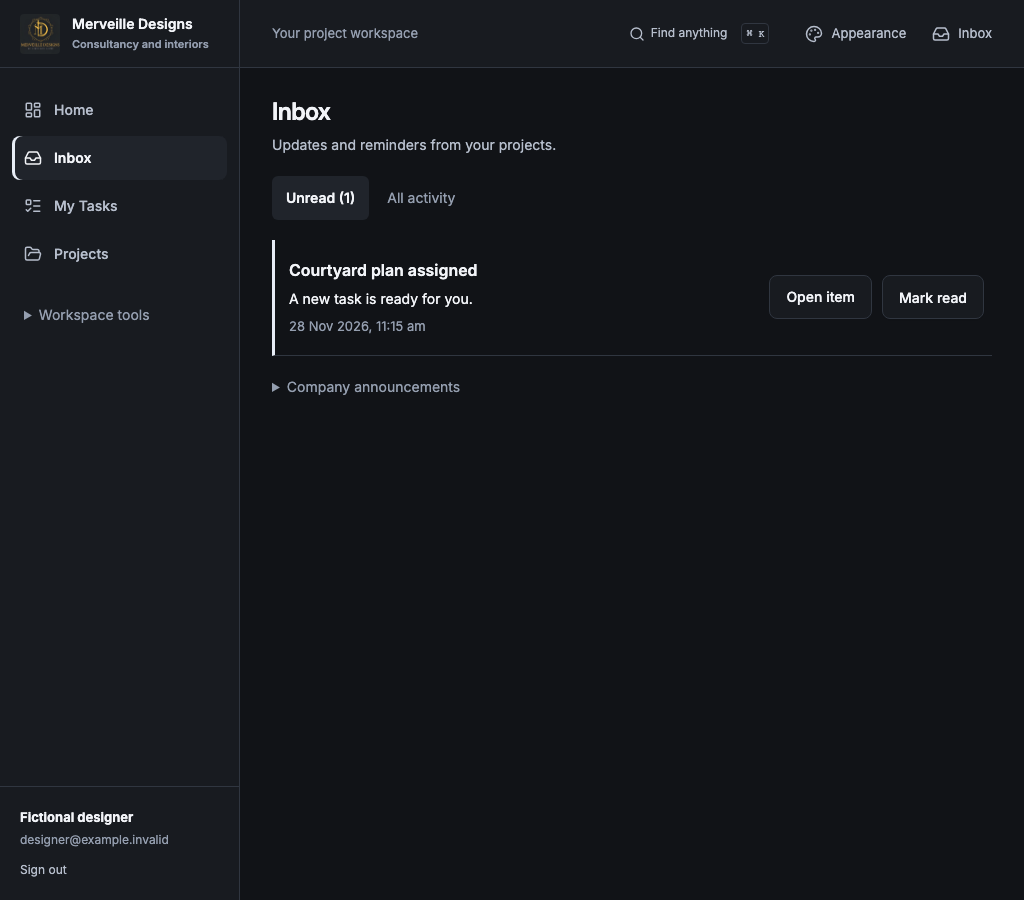 Merveille Designs
Consultancy and interiors
Your project workspace
Find anything
⌘ K
Appearance
Inbox
Home
Inbox
My Tasks
Projects
Workspace tools
Inbox
Updates and reminders from your projects.
Unread (1)
All activity
Courtyard plan assigned
A new task is ready for you.
28 Nov 2026, 11:15 am
Open item
Mark read
Company announcements
Fictional designer
designer@example.invalid
Sign out